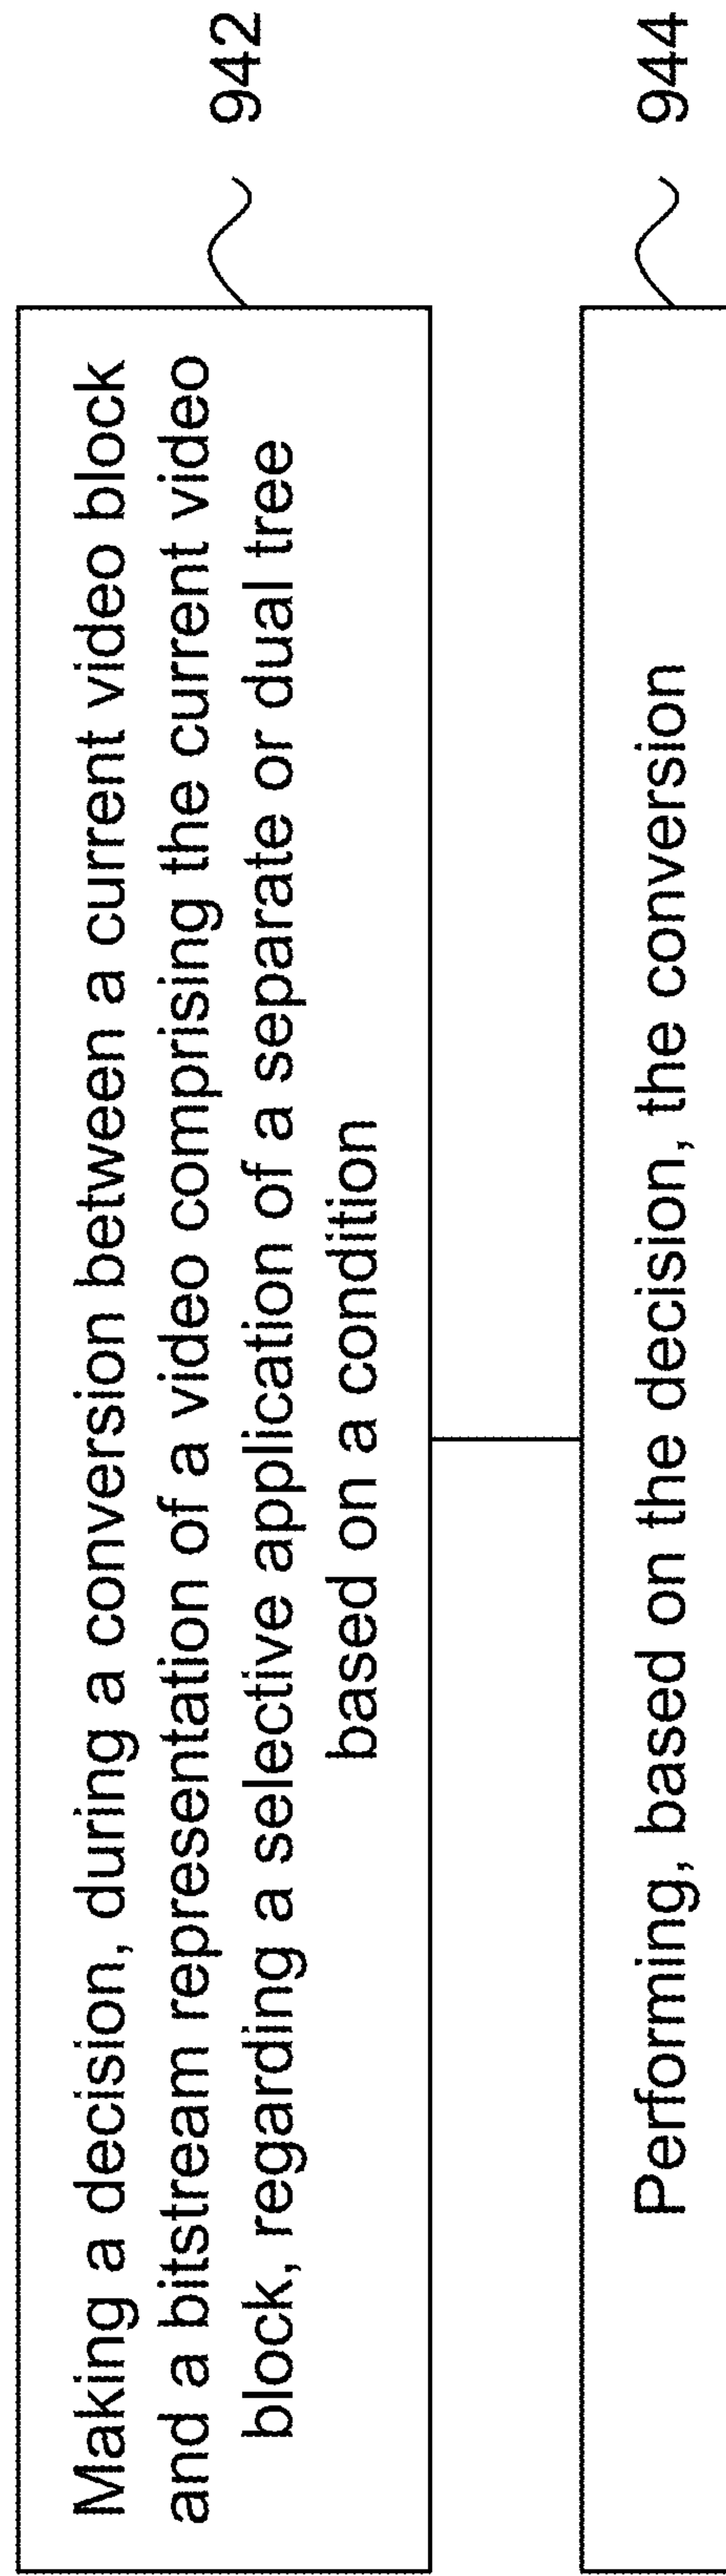 Making a decision, during a conversion between a current video block
and a bitstream representation of a video comprising the current video
block, regarding a selective application of a separate or dual tree
based on a condition
942
Performing, based on the decision, the conversion
944